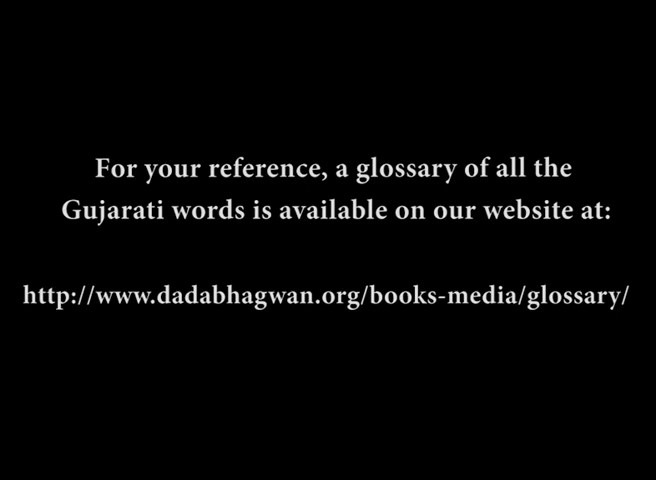 For your reference, a glossary of all the
Gujarati words is available on our website at:
http://www.dadabhagwan.org/books-media/glossary/